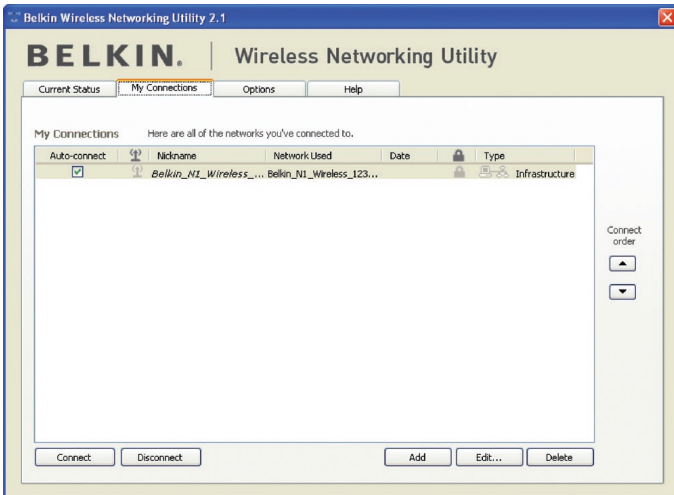 Belkin Wireless Networking Utility 2.1
BELKIN. Wireless Networking Utility
Current Status My Connections Options Help
My Connections Here are all of the networks you've connected to.
Auto-connect Nickname Network Used Date Type
Belkin_N1_Wireless_... Belkin_N1_Wireless_123... Infrastructure
Connect
order
Connect Disconnect Add Edit... Delete